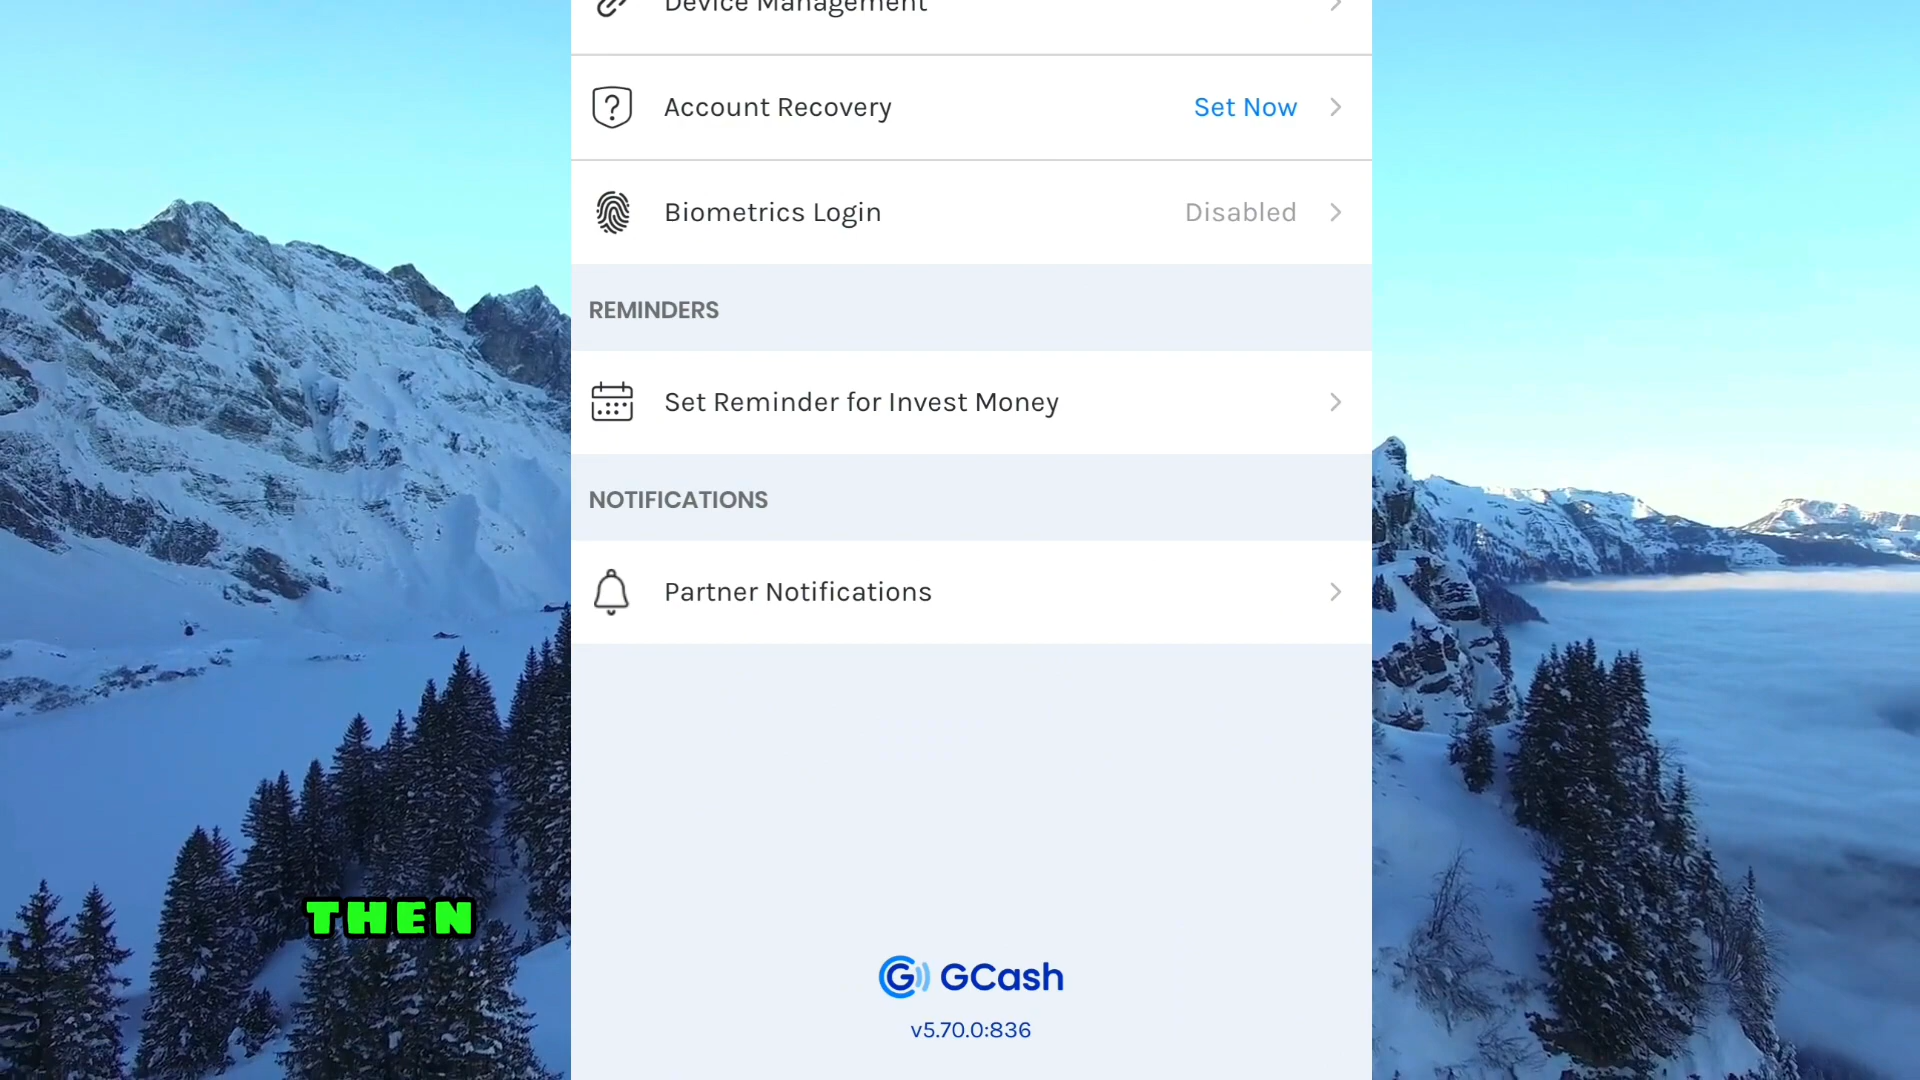 Device Management
Account Recovery Set Now
Biometrics Login Disabled
REMINDERS
Set Reminder for Invest Money
NOTIFICATIONS
Partner Notifications
THEN
GCash
v5.70.0:836